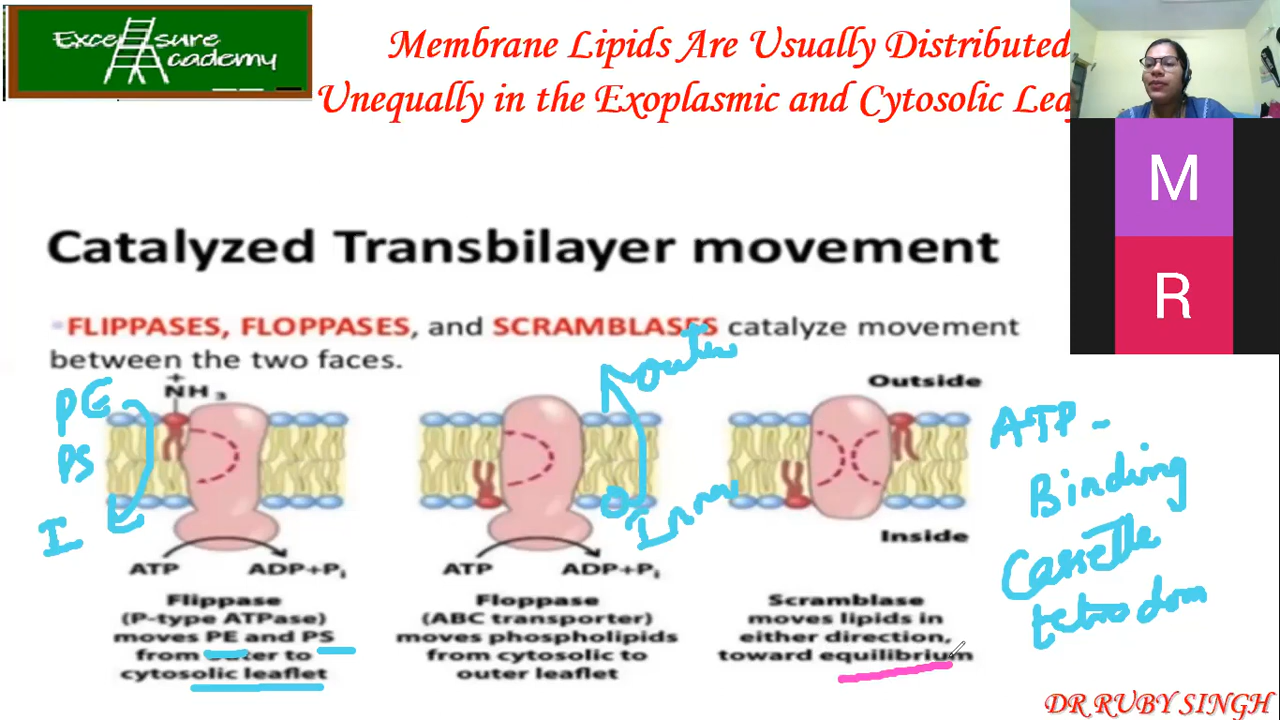 Excel sure
Academy
Membrane Lipids Are Usually Distributed
Unequally in the Exoplasmic and Cytosolic Lea
M
R
Catalyzed Transbilayer movement
FLIPPASES, FLOPPASES, and SCRAMBLASES catalyze movement
between the two faces.
PE
PS
I
+
NH3
outer
Inner
Outside
Inside
ATP ADP+Pi
ATP ADP+Pi
Flippase
(P-type ATPase)
moves PE and PS
from outer to
cytosolic leaflet
Floppase
(ABC transporter)
moves phospholipids
from cytosolic to
outer leaflet
Scramblase
moves lipids in
either direction,
toward equilibrium
ATP -
Binding
Cassette
DR RUBY SINGH